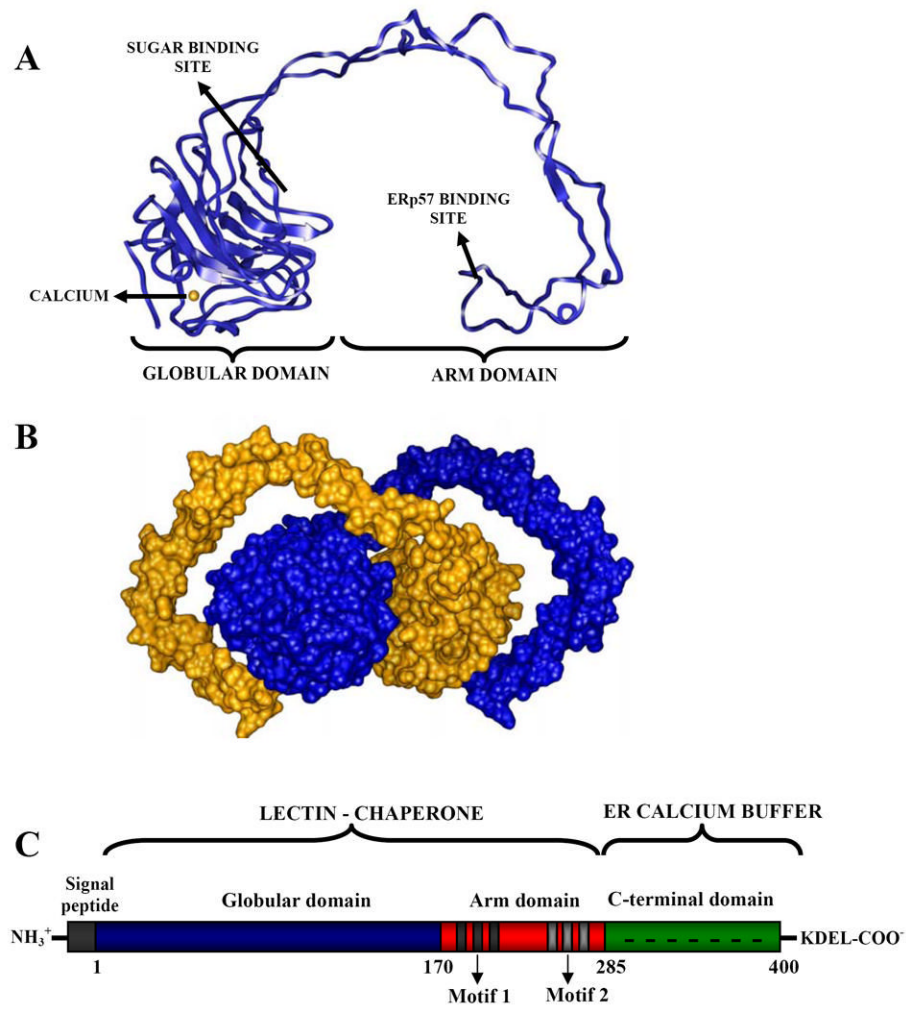 A
SUGAR BINDING
SITE
ERp57 BINDING
SITE
CALCIUM
GLOBULAR DOMAIN
ARM DOMAIN
B
LECTIN - CHAPERONE
ER CALCIUM BUFFER
C
Signal
peptide
Globular domain
Arm domain
C-terminal domain
NH₃⁺
KDEL-COO⁻
1
170
285
400
Motif 1
Motif 2